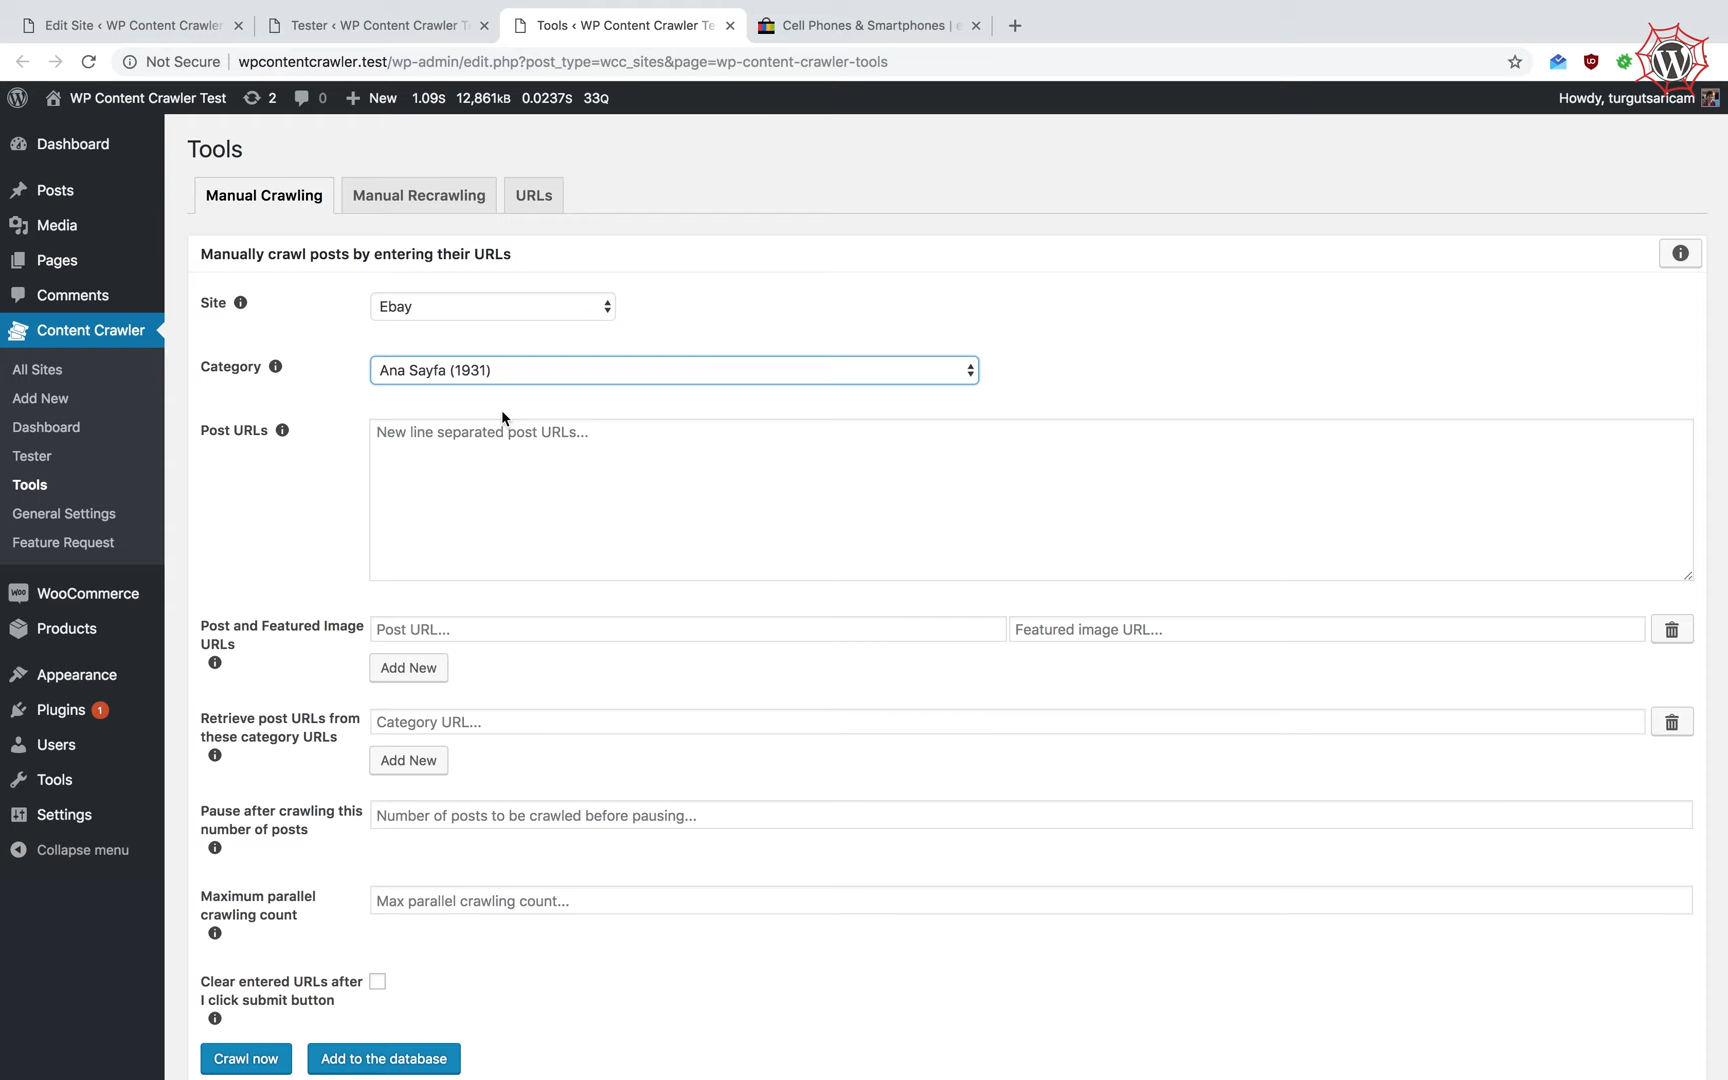 Edit Site ‹ WP Content Crawler
Tester ‹ WP Content Crawler
Tools ‹ WP Content Crawler Te
Cell Phones & Smartphones |
Not Secure
wpcontentcrawler.test/wp-admin/edit.php?post_type=wcc_sites&page=wp-content-crawler-tools
WP Content Crawler Test
2
0
New
1.09s 12,861KB 0.0237s 33Q
Howdy, turgutsaricam
Dashboard
Posts
Media
Pages
Comments
Content Crawler
All Sites
Add New
Dashboard
Tester
Tools
General Settings
Feature Request
WooCommerce
Products
Appearance
Plugins 1
Users
Tools
Settings
Collapse menu
Tools
Manual Crawling
Manual Recrawling
URLs
Manually crawl posts by entering their URLs
Site
Ebay
Category
Ana Sayfa (1931)
Post URLs
New line separated post URLs...
Post and Featured Image
URLs
Post URL...
Featured image URL...
Add New
Retrieve post URLs from
these category URLs
Category URL...
Add New
Pause after crawling this
number of posts
Number of posts to be crawled before pausing...
Maximum parallel
crawling count
Max parallel crawling count...
Clear entered URLs after
I click submit button
Crawl now
Add to the database